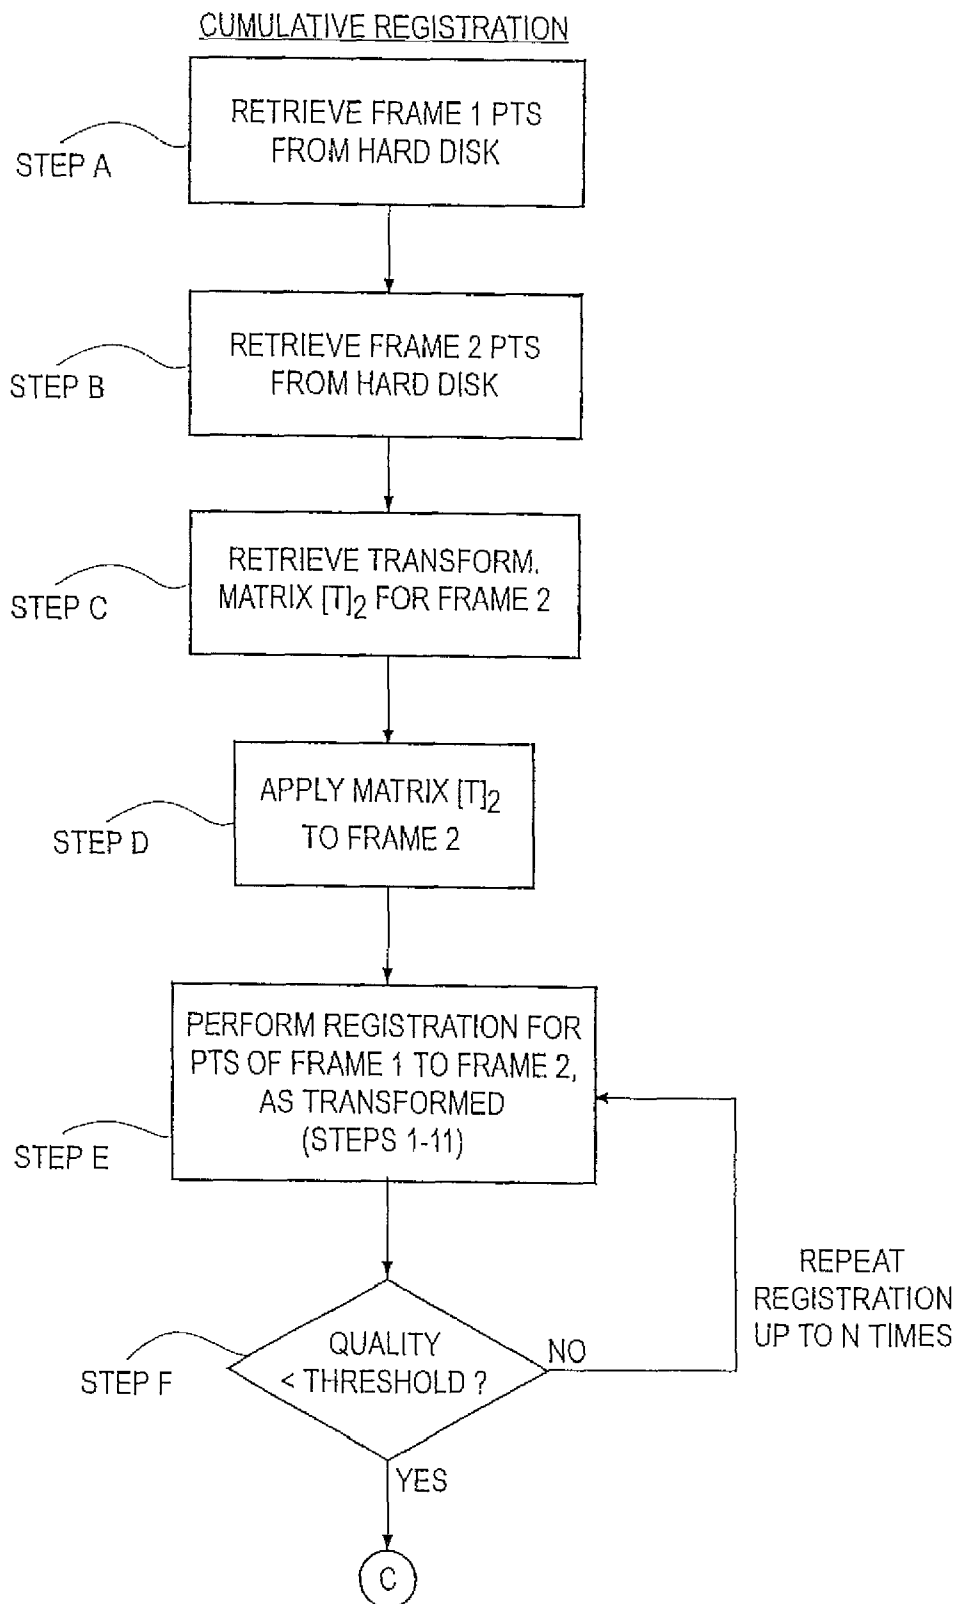 CUMULATIVE REGISTRATION
RETRIEVE FRAME 1 PTS
FROM HARD DISK
STEP A
RETRIEVE FRAME 2 PTS
FROM HARD DISK
STEP B
RETRIEVE TRANSFORM.
MATRIX [T]2 FOR FRAME 2
STEP C
APPLY MATRIX [T]2
TO FRAME 2
STEP D
PERFORM REGISTRATION FOR
PTS OF FRAME 1 TO FRAME 2,
AS TRANSFORMED
(STEPS 1-11)
STEP E
REPEAT
REGISTRATION
UP TO N TIMES
QUALITY
< THRESHOLD ?
NO
STEP F
YES
C